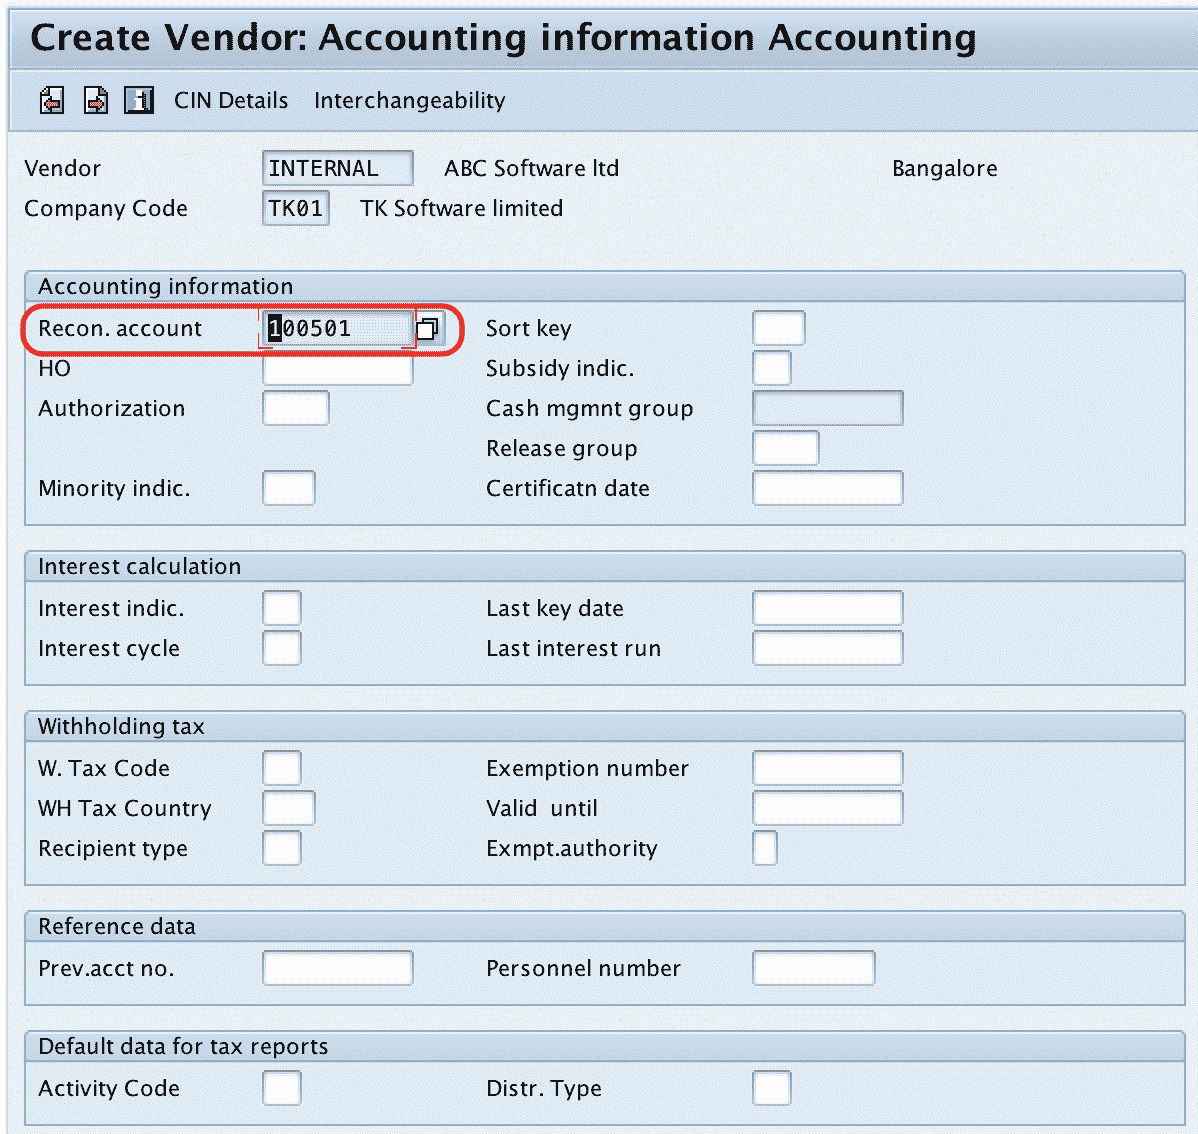 Create Vendor: Accounting information Accounting
CIN Details Interchangeability
Vendor INTERNAL ABC Software ltd Bangalore
Company Code TK01 TK Software limited
Accounting information
Recon. account 100501 Sort key
HO Subsidy indic.
Authorization Cash mgmnt group
Release group
Minority indic. Certificatn date
Interest calculation
Interest indic. Last key date
Interest cycle Last interest run
Withholding tax
W. Tax Code Exemption number
WH Tax Country Valid until
Recipient type Exmpt.authority
Reference data
Prev.acct no. Personnel number
Default data for tax reports
Activity Code Distr. Type